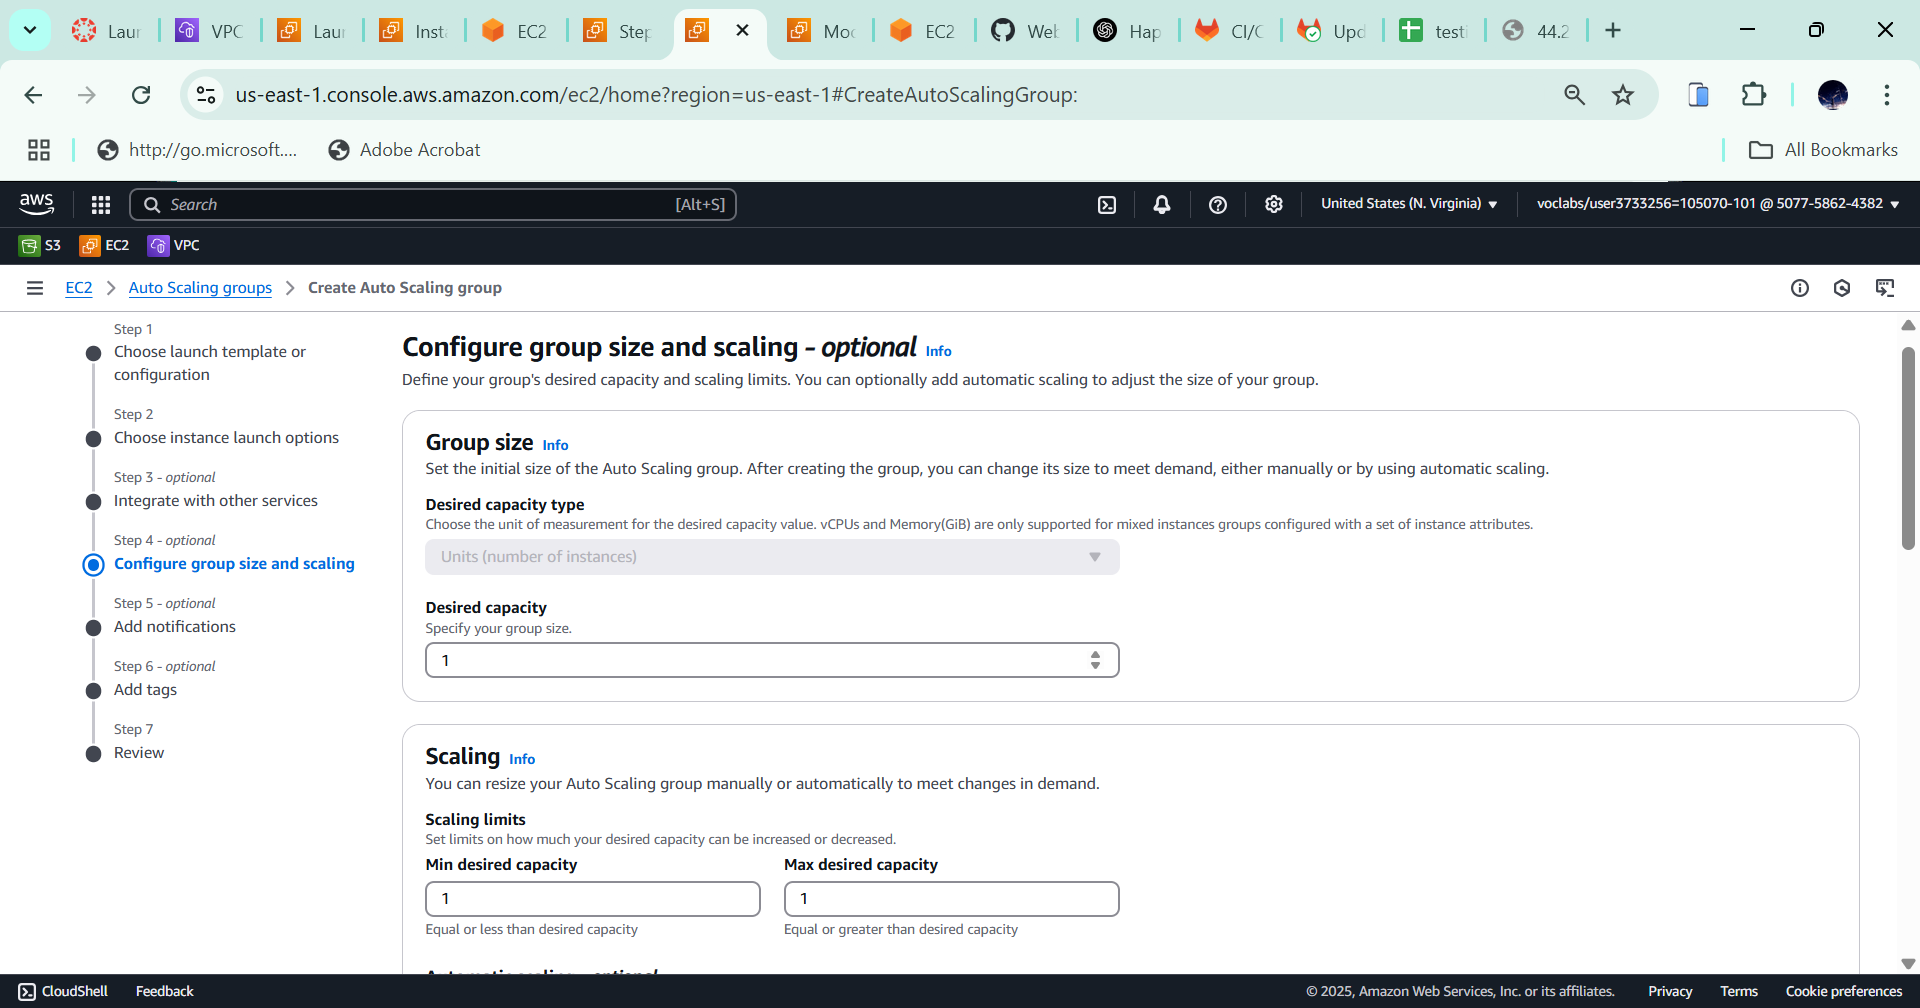 Laun
VPC
Laun
Insta
EC2
Step
Moc
EC2
Web
Hap
CI/C
Upd
testi
44.2
us-east-1.console.aws.amazon.com/ec2/home?region=us-east-1#CreateAutoScalingGroup:
http://go.microsoft....
Adobe Acrobat
All Bookmarks
aws
Search
[Alt+S]
United States (N. Virginia)
voclabs/user3733256=105070-101 @ 5077-5862-4382
S3
EC2
VPC
EC2
Auto Scaling groups
Create Auto Scaling group
Step 1
Choose launch template or
configuration
Step 2
Choose instance launch options
Step 3 - optional
Integrate with other services
Step 4 - optional
Configure group size and scaling
Step 5 - optional
Add notifications
Step 6 - optional
Add tags
Step 7
Review
Configure group size and scaling - optional Info
Define your group's desired capacity and scaling limits. You can optionally add automatic scaling to adjust the size of your group.
Group size Info
Set the initial size of the Auto Scaling group. After creating the group, you can change its size to meet demand, either manually or by using automatic scaling.
Desired capacity type
Choose the unit of measurement for the desired capacity value. vCPUs and Memory(GiB) are only supported for mixed instances groups configured with a set of instance attributes.
Units (number of instances)
Desired capacity
Specify your group size.
1
Scaling Info
You can resize your Auto Scaling group manually or automatically to meet changes in demand.
Scaling limits
Set limits on how much your desired capacity can be increased or decreased.
Min desired capacity
1
Equal or less than desired capacity
Max desired capacity
1
Equal or greater than desired capacity
Automatic scaling - optional
CloudShell
Feedback
© 2025, Amazon Web Services, Inc. or its affiliates.
Privacy
Terms
Cookie preferences